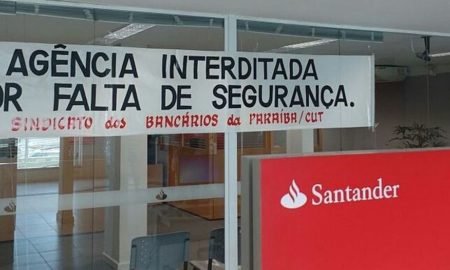 AGÊNCIA INTERDITADA
OR FALTA DE SEGURANÇA.
SINDICATO dos BANCÁRIOS da PARAÍBA/CUT
Santander